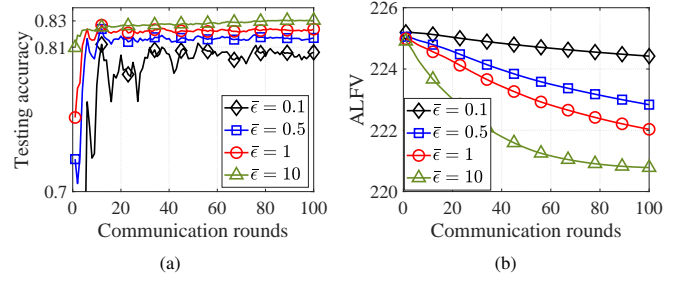 Testing accuracy
0.83
0.81
0.7
ε̄ = 0.1
ε̄ = 0.5
ε̄ = 1
ε̄ = 10
0 20 40 60 80 100
Communication rounds
(a)
ALFV
226
224
222
220
ε̄ = 0.1
ε̄ = 0.5
ε̄ = 1
ε̄ = 10
0 20 40 60 80 100
Communication rounds
(b)